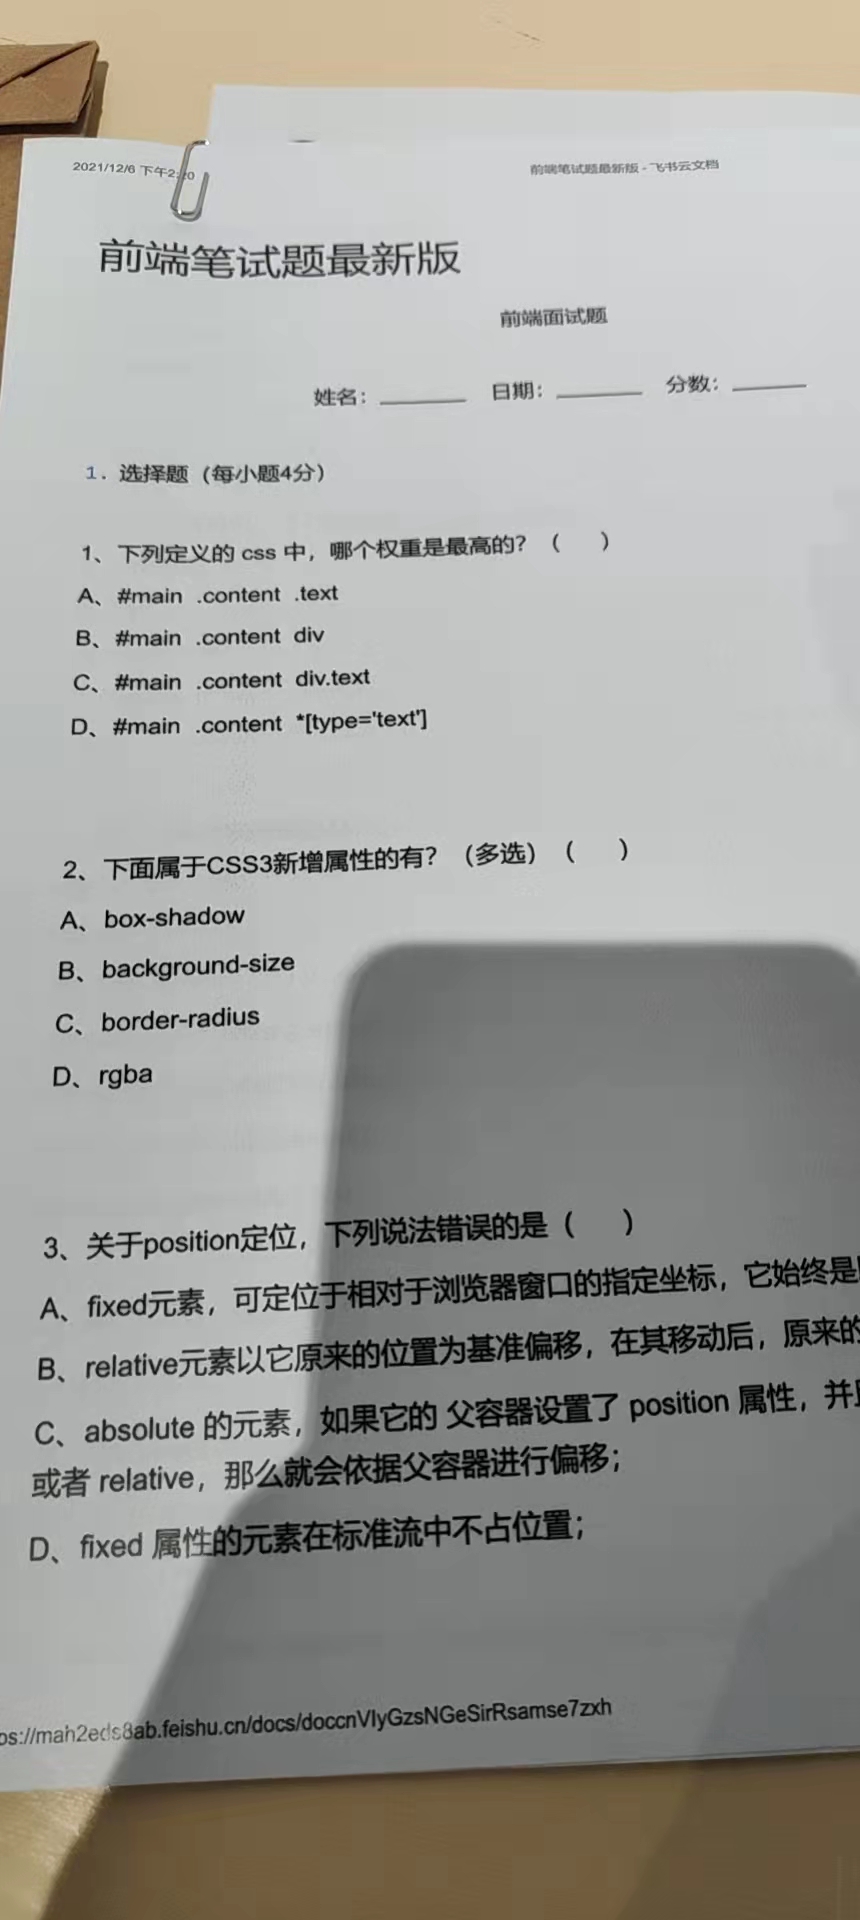 2021/12/6 下午2:20
前端笔试题最新版 - 飞书云文档
前端笔试题最新版
前端面试题
姓名： 日期： 分数：
1. 选择题（每小题4分）
1、下列定义的 css 中，哪个权重是最高的？（ ）
A、#main .content .text
B、#main .content div
C、#main .content div.text
D、#main .content *[type='text']
2、下面属于CSS3新增属性的有？（多选）（ ）
A、box-shadow
B、background-size
C、border-radius
D、rgba
3、关于position定位，下列说法错误的是（ ）
A、fixed元素，可定位于相对于浏览器窗口的指定坐标，它始终是
B、relative元素以它原来的位置为基准偏移，在其移动后，原来的
C、absolute 的元素，如果它的 父容器设置了 position 属性，并
或者 relative，那么就会依据父容器进行偏移；
D、fixed 属性的元素在标准流中不占位置；
ps://mah2eds8ab.feishu.cn/docs/doccnVlyGzsNGeSirRsamse7zxh